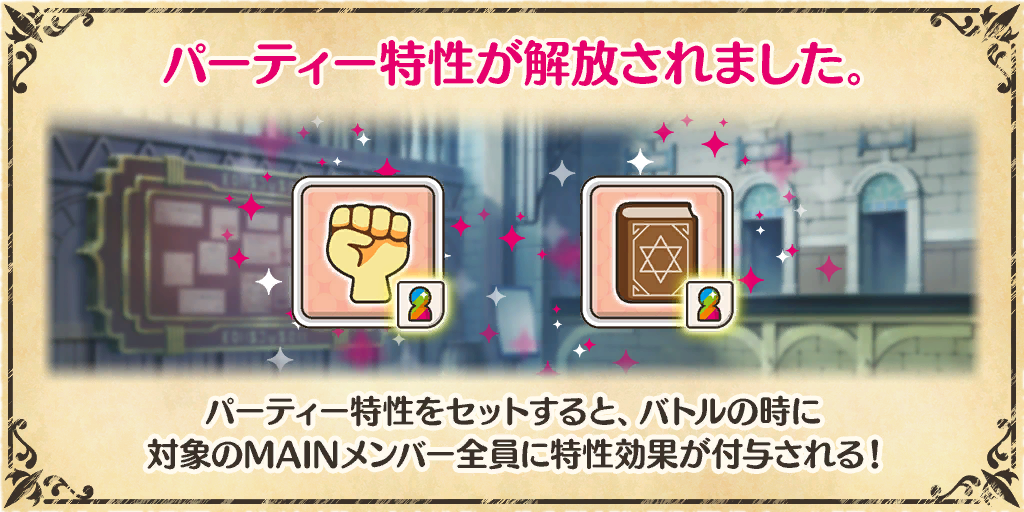 パーティー特性が解放されました。
パーティー特性をセットすると、バトルの時に
対象のMAINメンバー全員に特性効果が付与される！